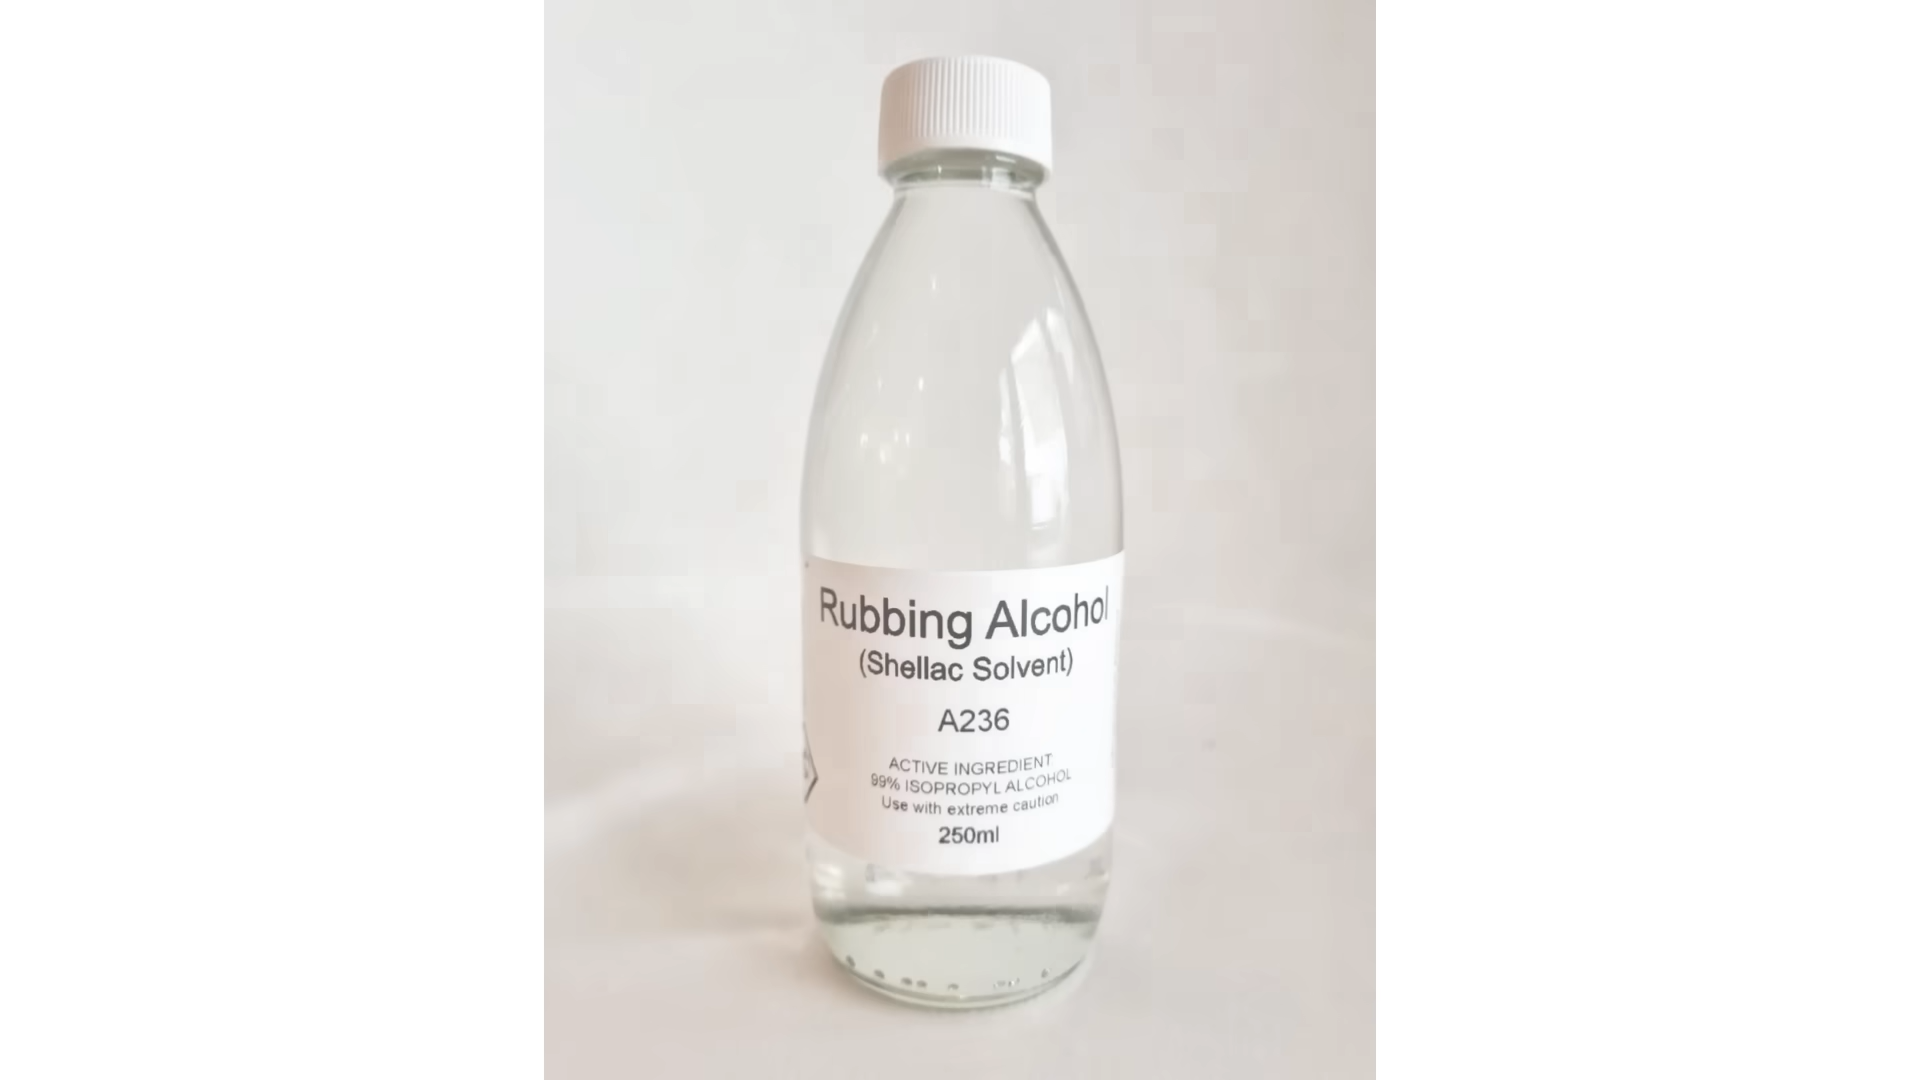 Rubbing Alcohol
(Shellac Solvent)
A236
ACTIVE INGREDIENT
99% ISOPROPYL ALCOHOL
Use with extreme caution
250ml